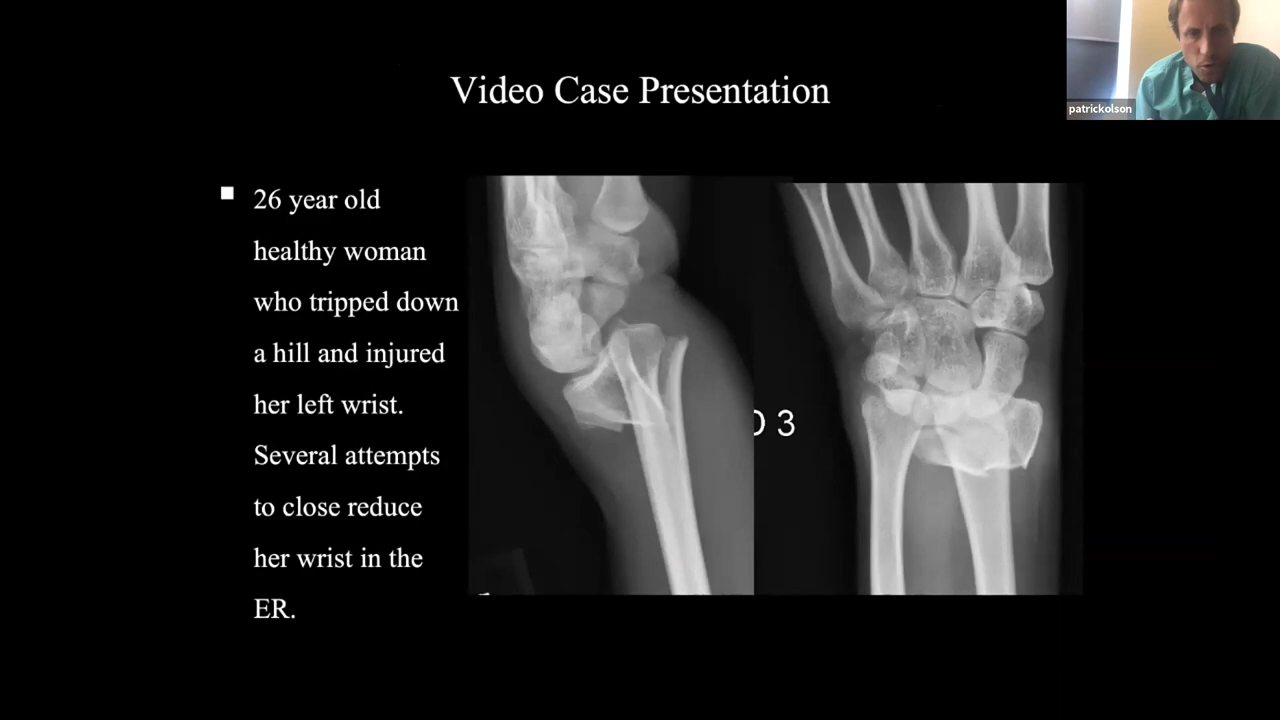 Video Case Presentation
patrickolson
26 year old
healthy woman
who tripped down
a hill and injured
her left wrist.
Several attempts
to close reduce
her wrist in the
ER.
D 3